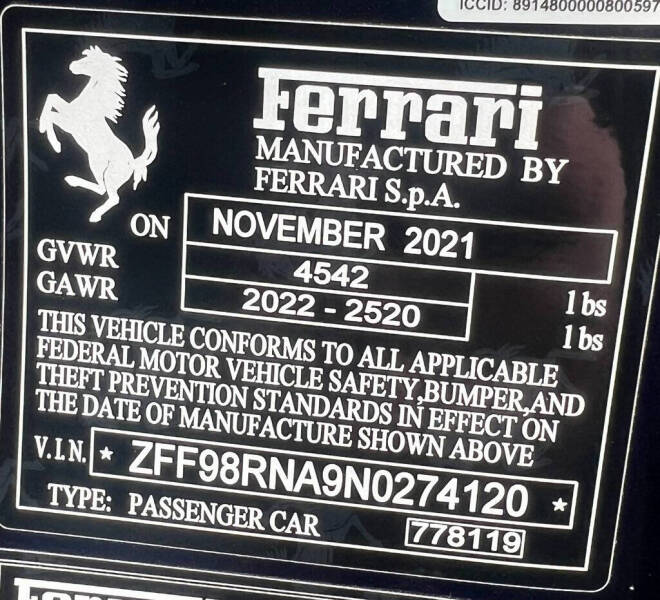 ICCID: 8914800000800597
Ferrari
MANUFACTURED BY
FERRARI S.p.A.
ON NOVEMBER 2021
GVWR 4542 lbs
GAWR 2022 - 2520 lbs
THIS VEHICLE CONFORMS TO ALL APPLICABLE
FEDERAL MOTOR VEHICLE SAFETY,BUMPER,AND
THEFT PREVENTION STANDARDS IN EFFECT ON
THE DATE OF MANUFACTURE SHOWN ABOVE
V.I.N. * ZFF98RNA9N0274120 *
TYPE: PASSENGER CAR 778119